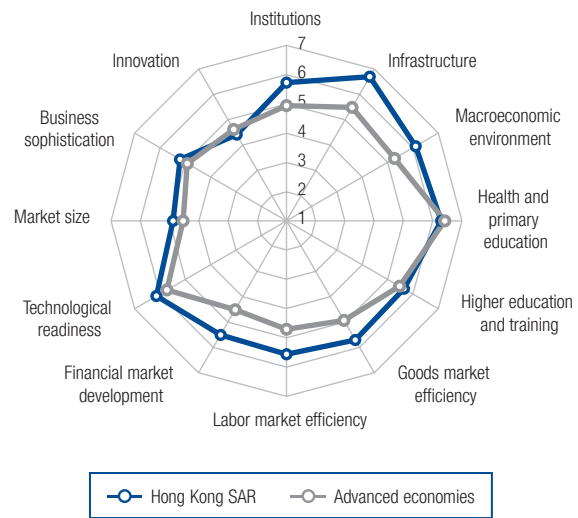 Institutions
Infrastructure
Macroeconomic
environment
Health and
primary
education
Higher education
and training
Goods market
efficiency
Labor market efficiency
Financial market
development
Technological
readiness
Market size
Business
sophistication
Innovation
7
6
5
4
3
2
1
Hong Kong SAR
Advanced economies